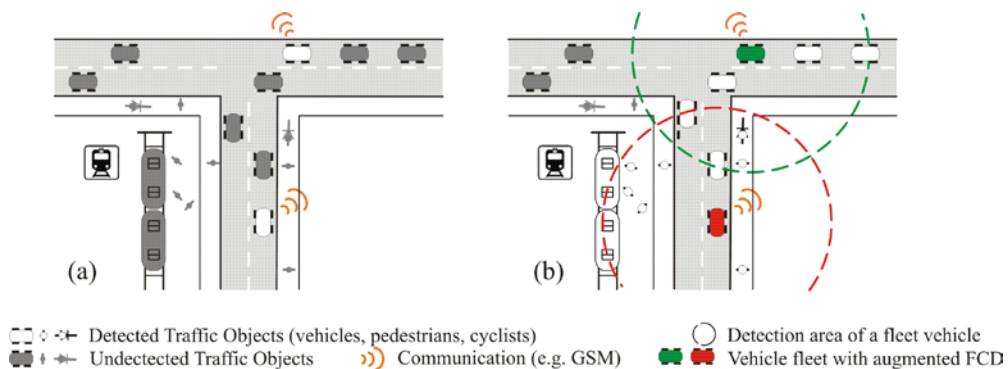 (a)
(b)
Detected Traffic Objects (vehicles, pedestrians, cyclists)
Detection area of a fleet vehicle
Undectected Traffic Objects
Communication (e.g. GSM)
Vehicle fleet with augmented FCD